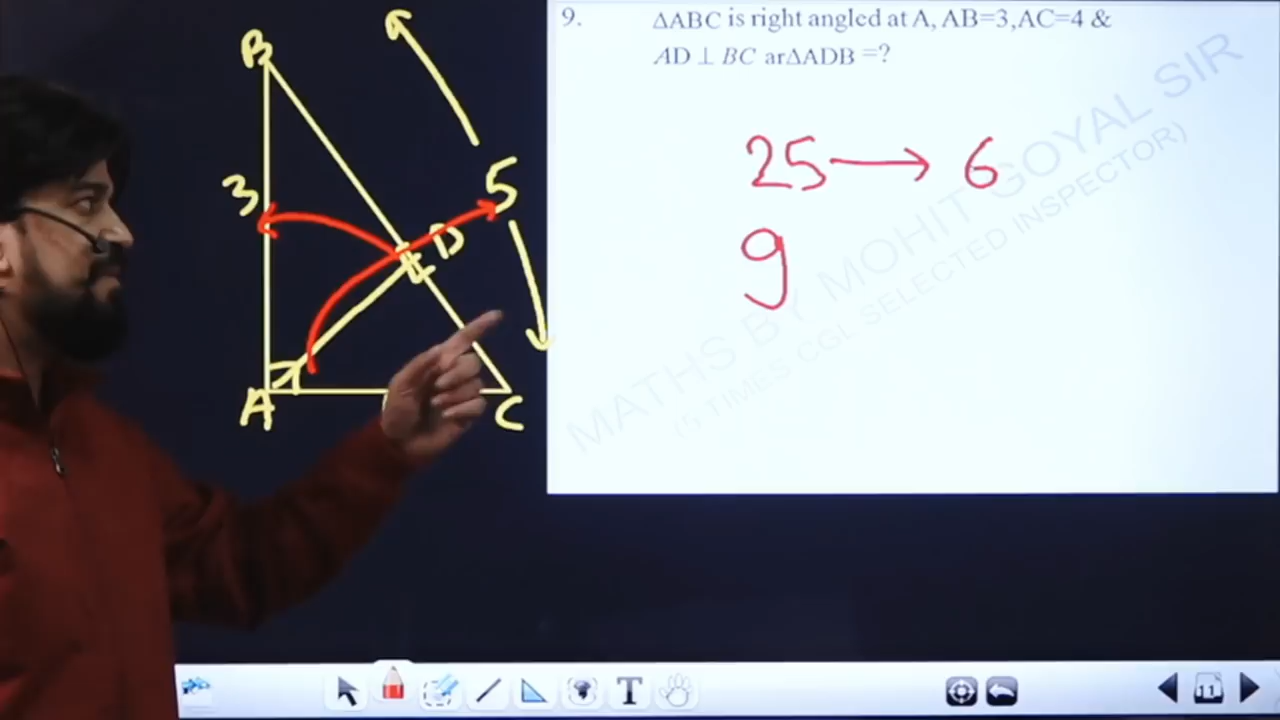 9. ΔABC is right angled at A, AB=3,AC=4 &
AD ⊥ BC arΔADB =?
25 → 6
9
B
3
5
D
A
C
MATHS BY MOHIT GOYAL SIR
(5 TIMES CGL SELECTED INSPECTOR)
T
11